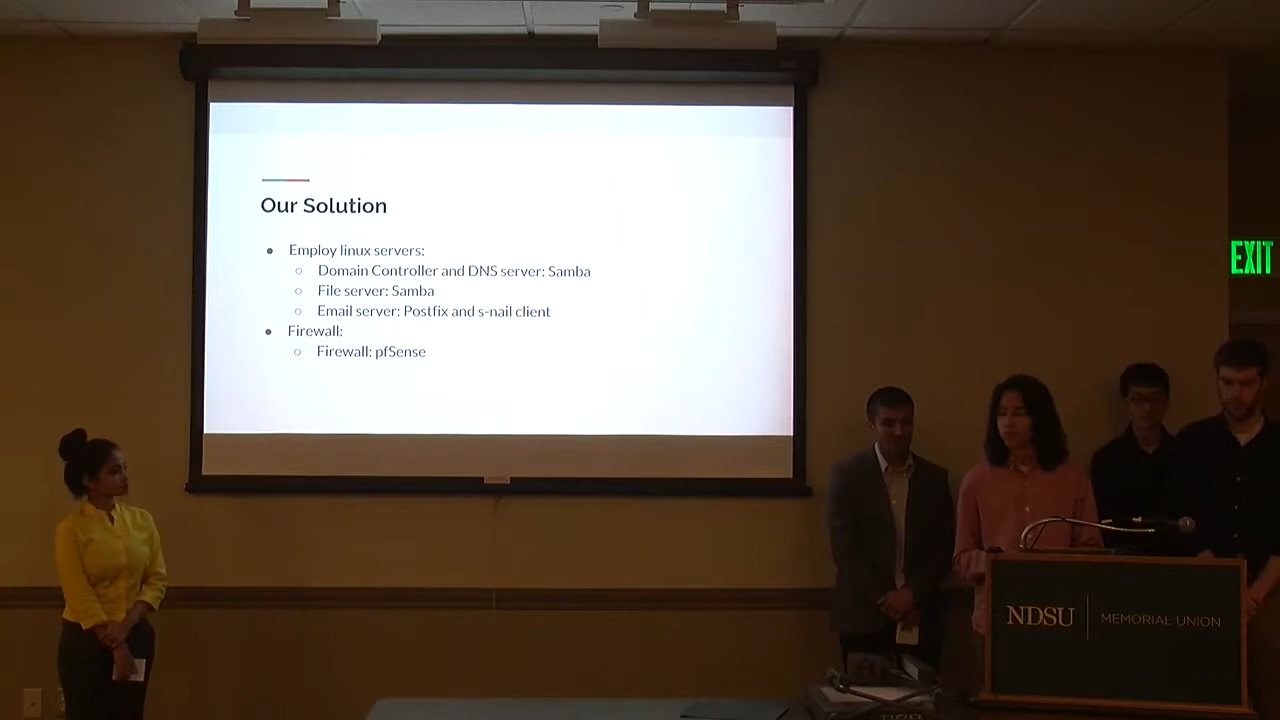 Our Solution
● Employ linux servers:
○ Domain Controller and DNS server: Samba
○ File server: Samba
○ Email server: Postfix and s-nail client
● Firewall:
○ Firewall: pfSense
EXIT
NDSU | MEMORIAL UNION